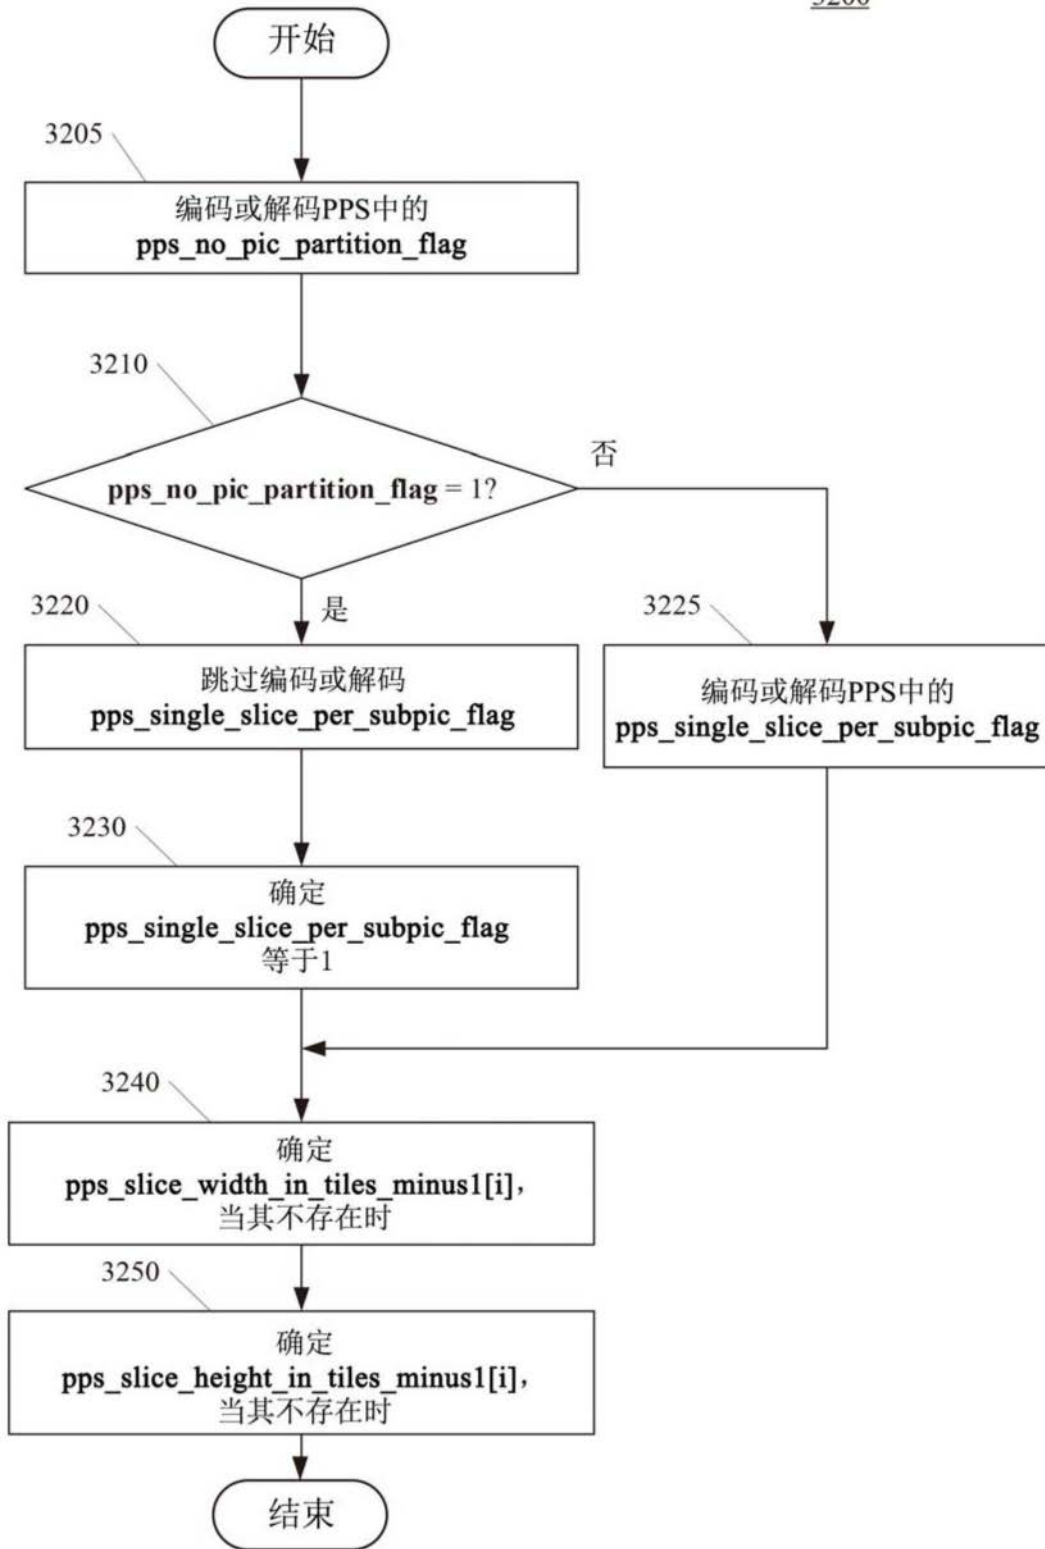 3200
开始
3205
编码或解码PPS中的
pps_no_pic_partition_flag
3210
否
pps_no_pic_partition_flag = 1?
是
3220
跳过编码或解码
pps_single_slice_per_subpic_flag
3225
编码或解码PPS中的
pps_single_slice_per_subpic_flag
3230
确定
pps_single_slice_per_subpic_flag
等于1
3240
确定
pps_slice_width_in_tiles_minus1[i],
当其不存在时
3250
确定
pps_slice_height_in_tiles_minus1[i],
当其不存在时
结束